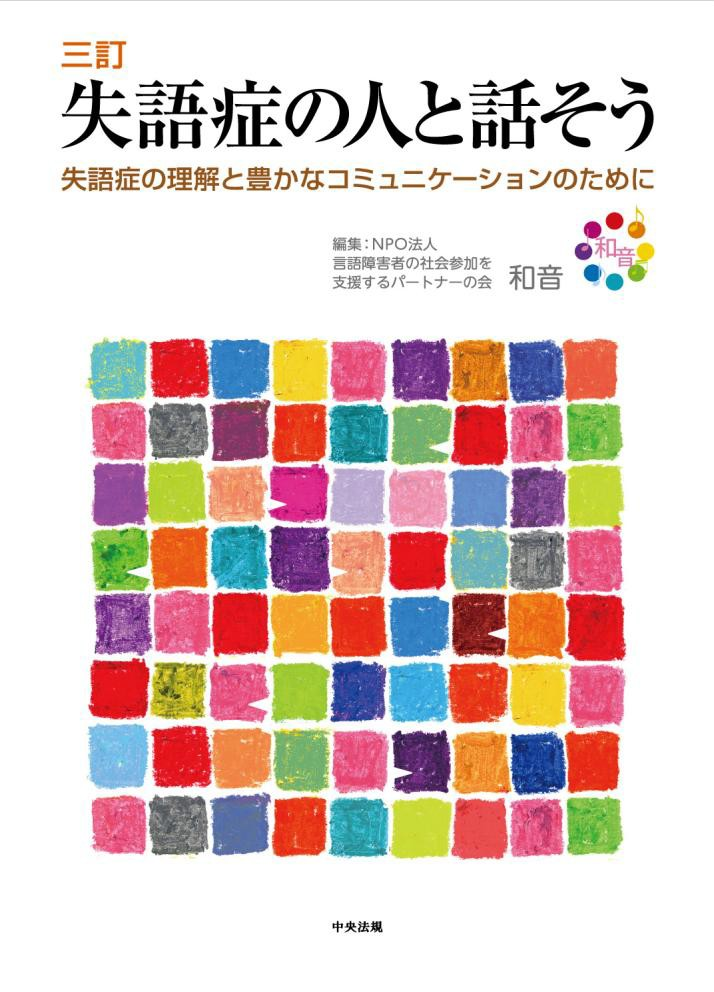 三訂
失語症の人と話そう
失語症の理解と豊かなコミュニケーションのために
編集：NPO法人
言語障害者の社会参加を
支援するパートナーの会 和音
和音
中央法規